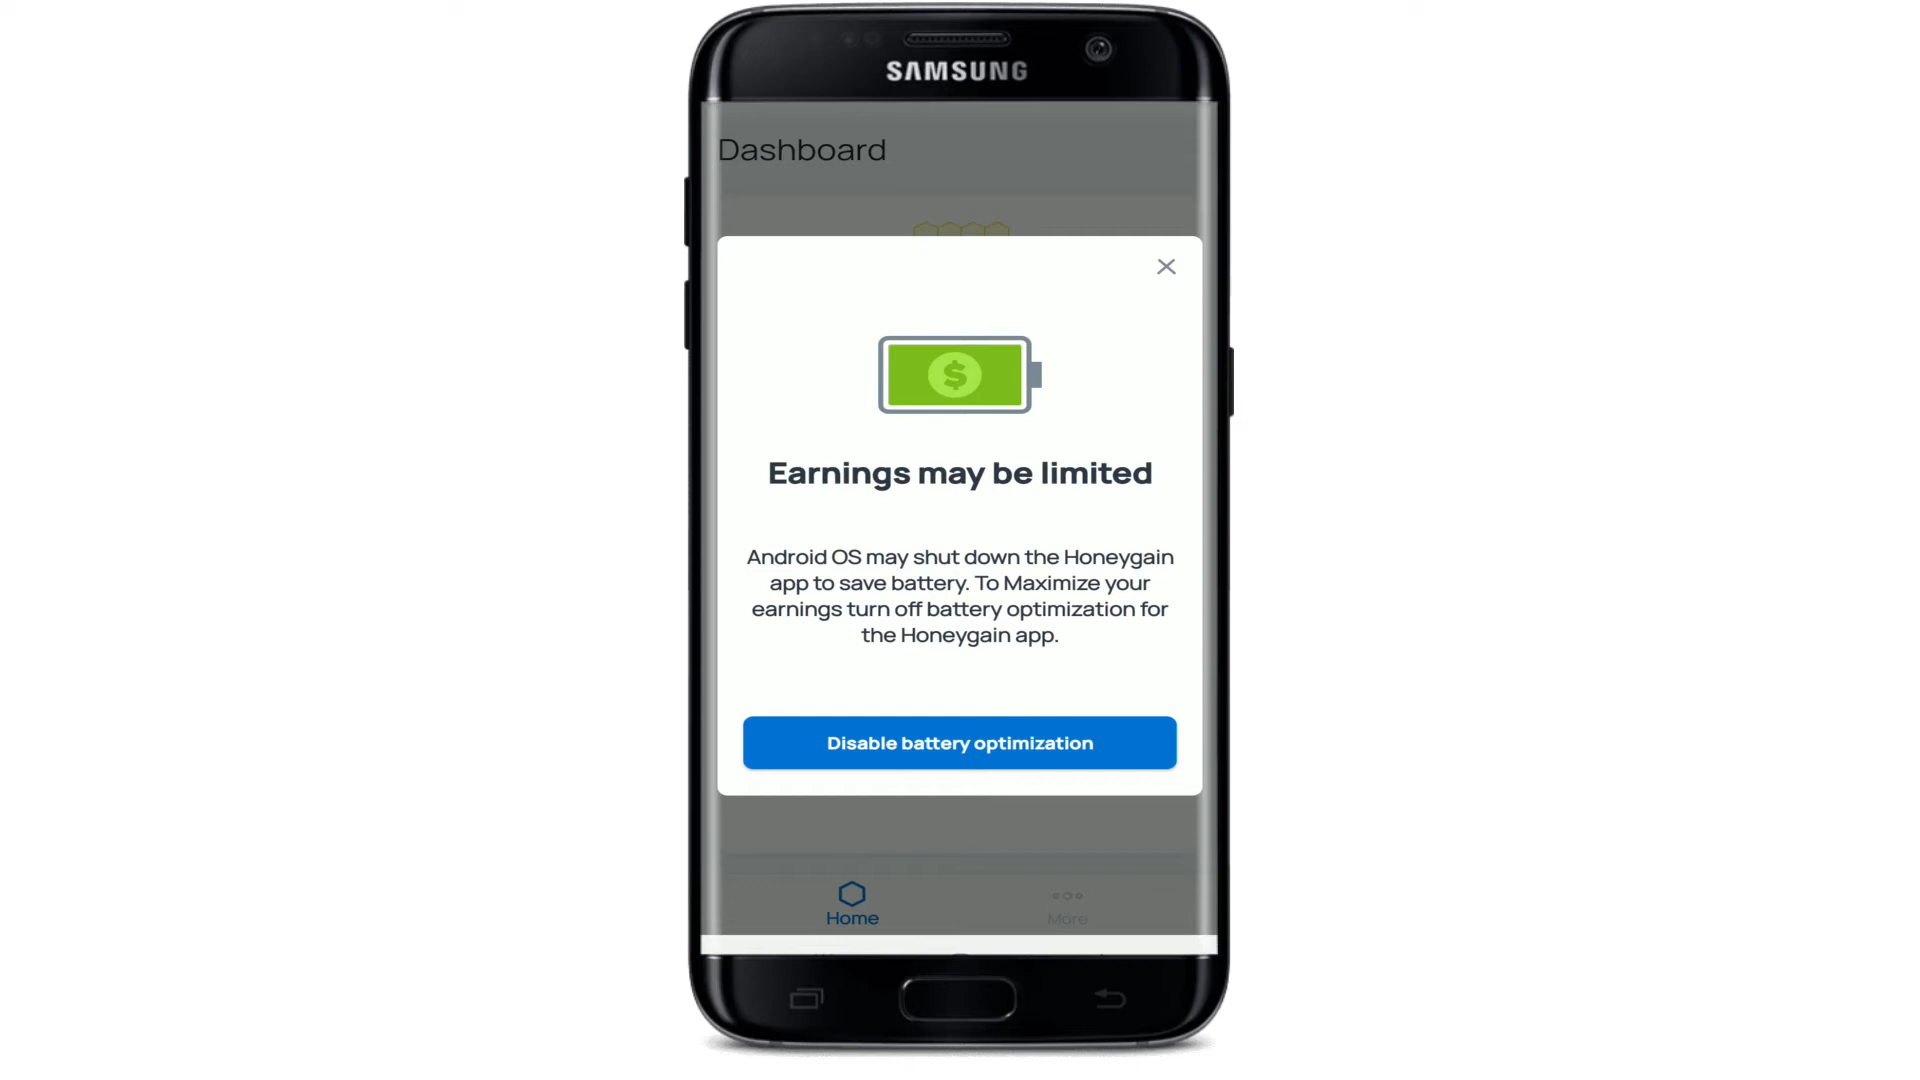 SAMSUNG
Dashboard
$
Earnings may be limited
Android OS may shut down the Honeygain
app to save battery. To Maximize your
earnings turn off battery optimization for
the Honeygain app.
Disable battery optimization
Home
More